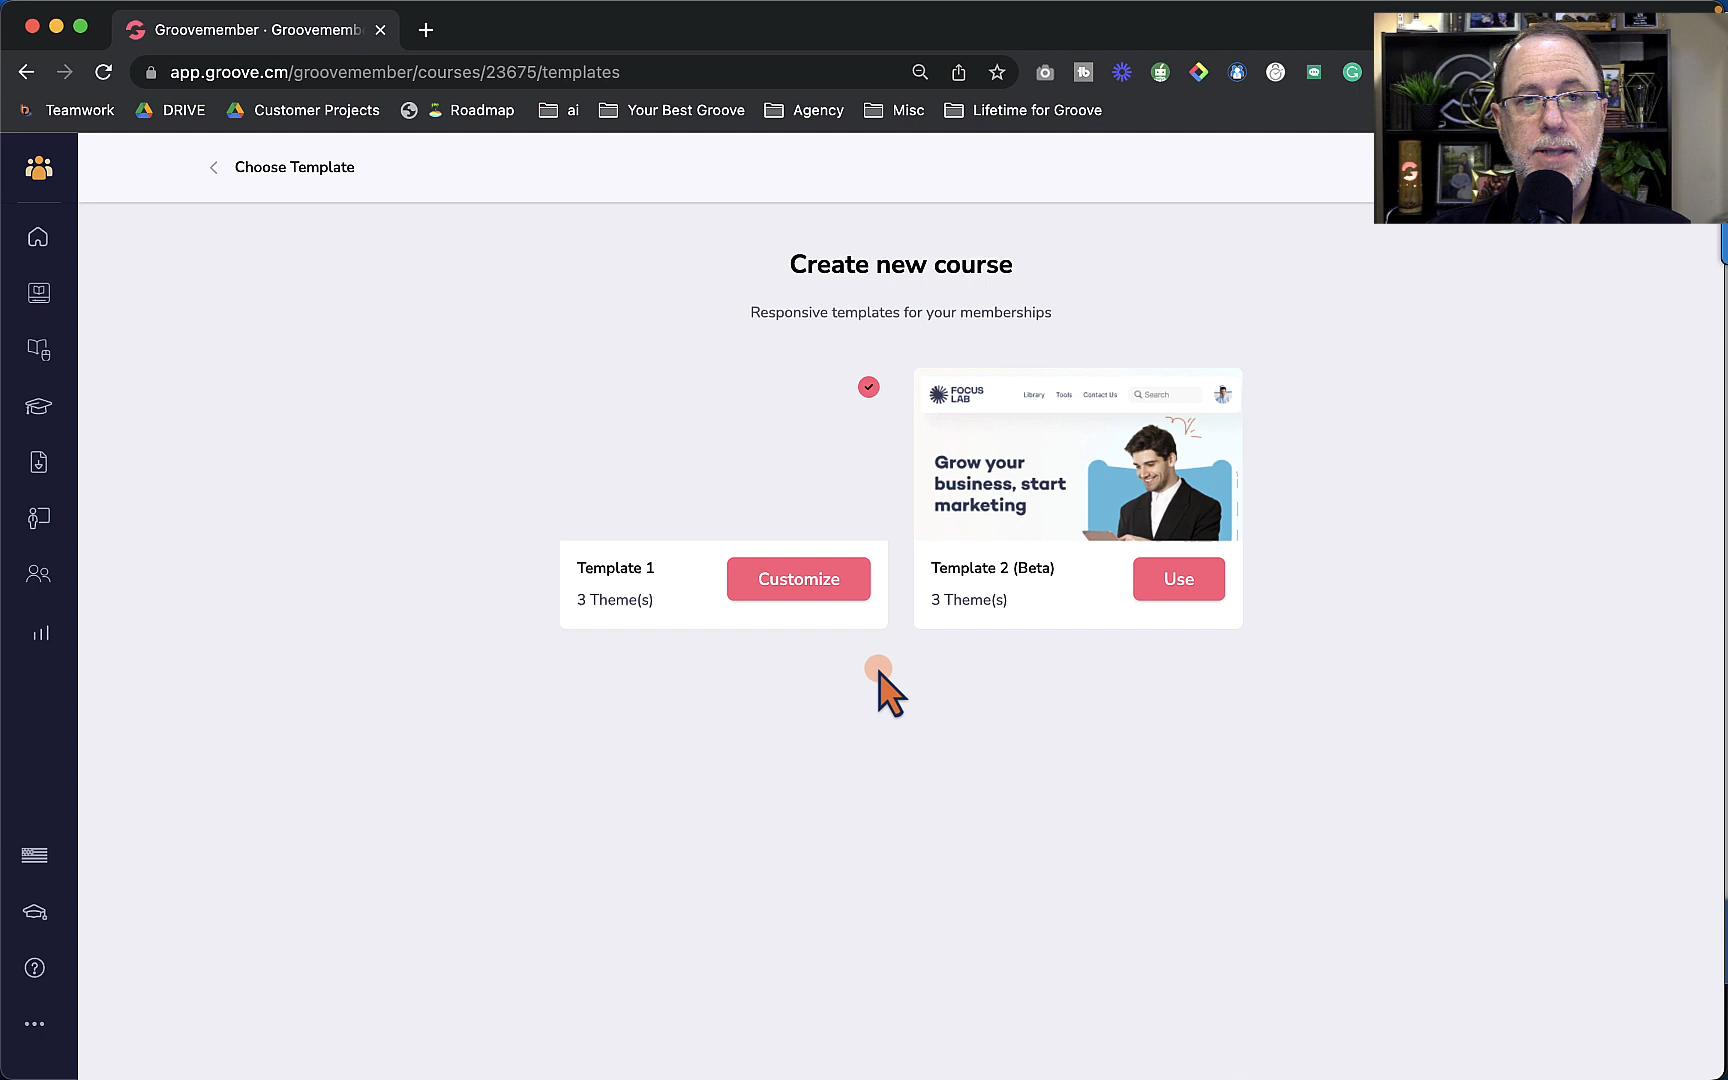 Groovemember · Groovememb
app.groove.cm/groovemember/courses/23675/templates
Teamwork
DRIVE
Customer Projects
Roadmap
ai
Your Best Groove
Agency
Misc
Lifetime for Groove
Choose Template
Create new course
Responsive templates for your memberships
FOCUS
LAB
Library
Tools
Contact Us
Search
Grow your
business, start
marketing
Template 1
3 Theme(s)
Customize
Template 2 (Beta)
3 Theme(s)
Use